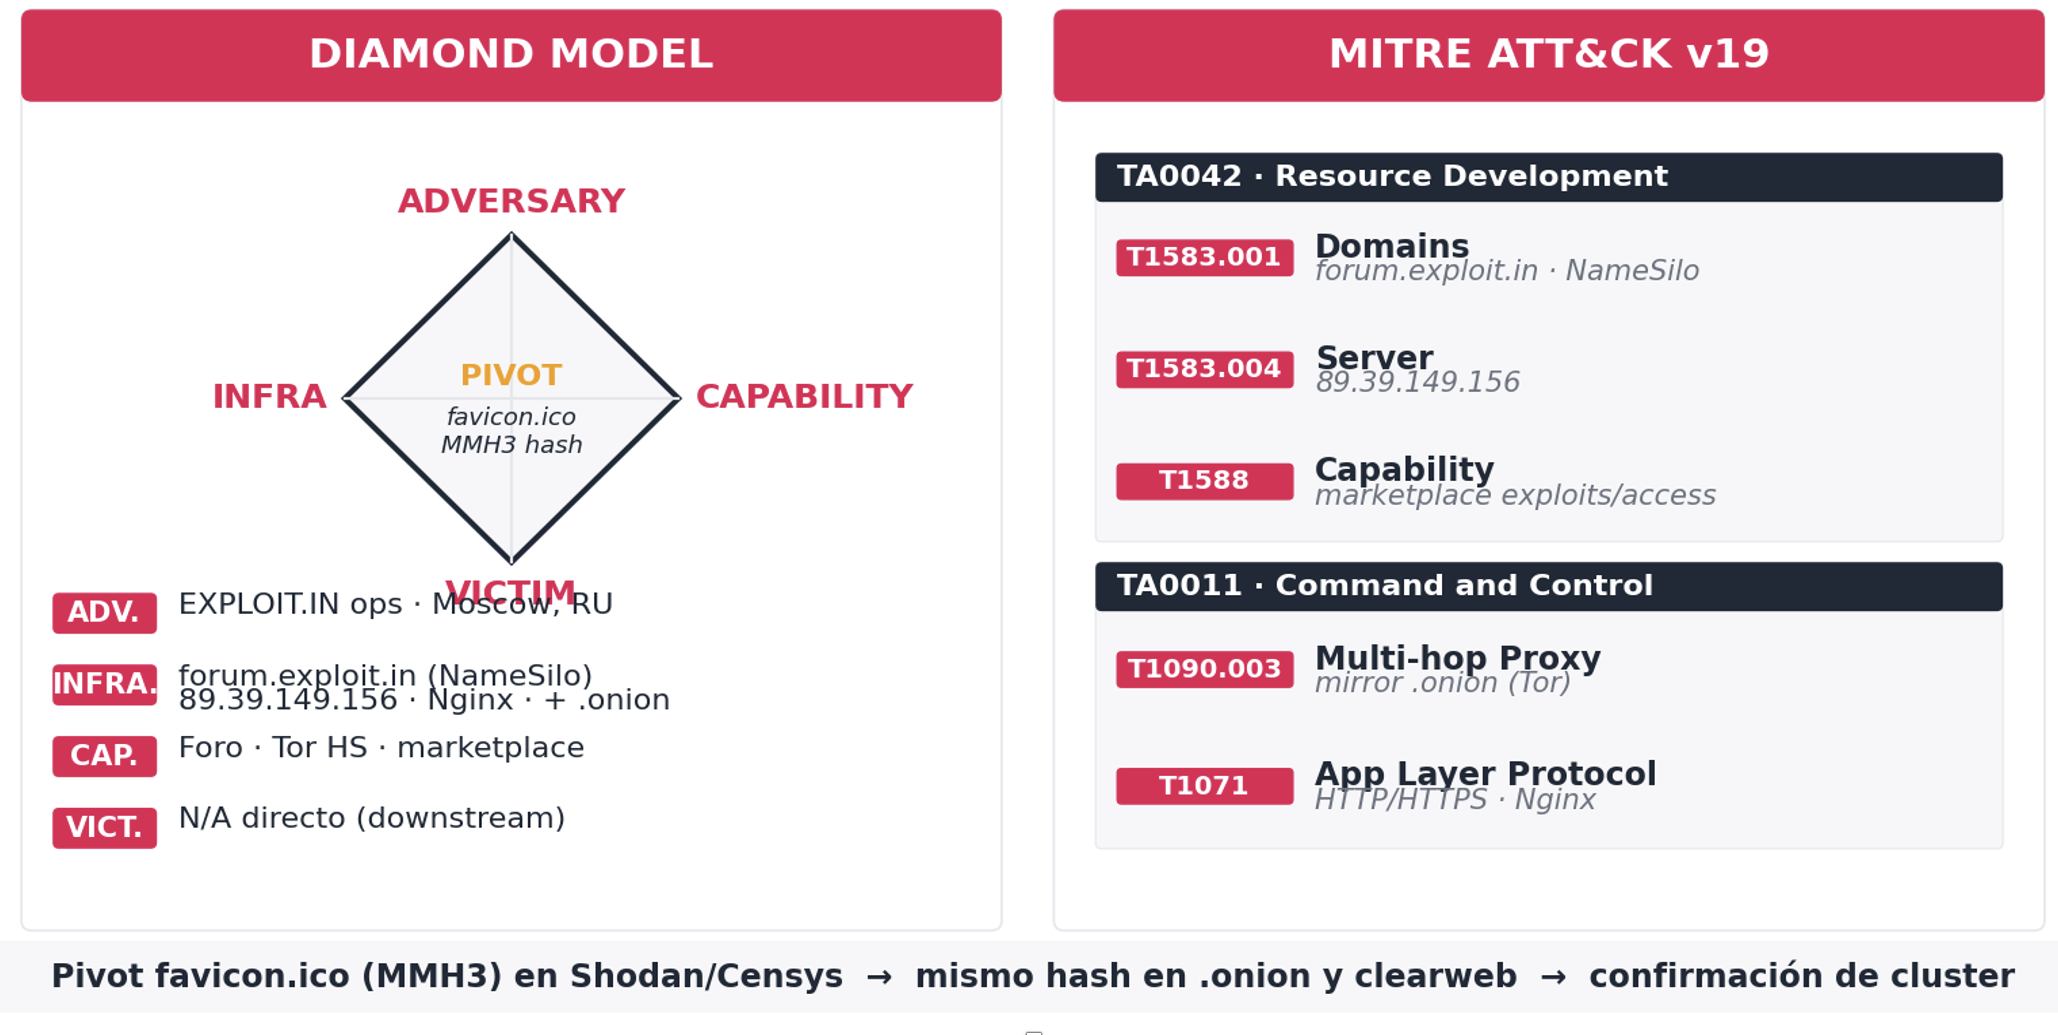 DIAMOND MODEL
ADVERSARY
INFRA
PIVOT
favicon.ico
MMH3 hash
CAPABILITY
VICTIM
ADV.
EXPLOIT.IN ops · Moscow, RU
INFRA.
forum.exploit.in (NameSilo)
89.39.149.156 · Nginx · + .onion
CAP.
Foro · Tor HS · marketplace
VICT.
N/A directo (downstream)
MITRE ATT&CK v19
TA0042 · Resource Development
T1583.001
Domains
forum.exploit.in · NameSilo
T1583.004
Server
89.39.149.156
T1588
Capability
marketplace exploits/access
TA0011 · Command and Control
T1090.003
Multi-hop Proxy
mirror .onion (Tor)
T1071
App Layer Protocol
HTTP/HTTPS · Nginx
Pivot favicon.ico (MMH3) en Shodan/Censys → mismo hash en .onion y clearweb → confirmación de cluster